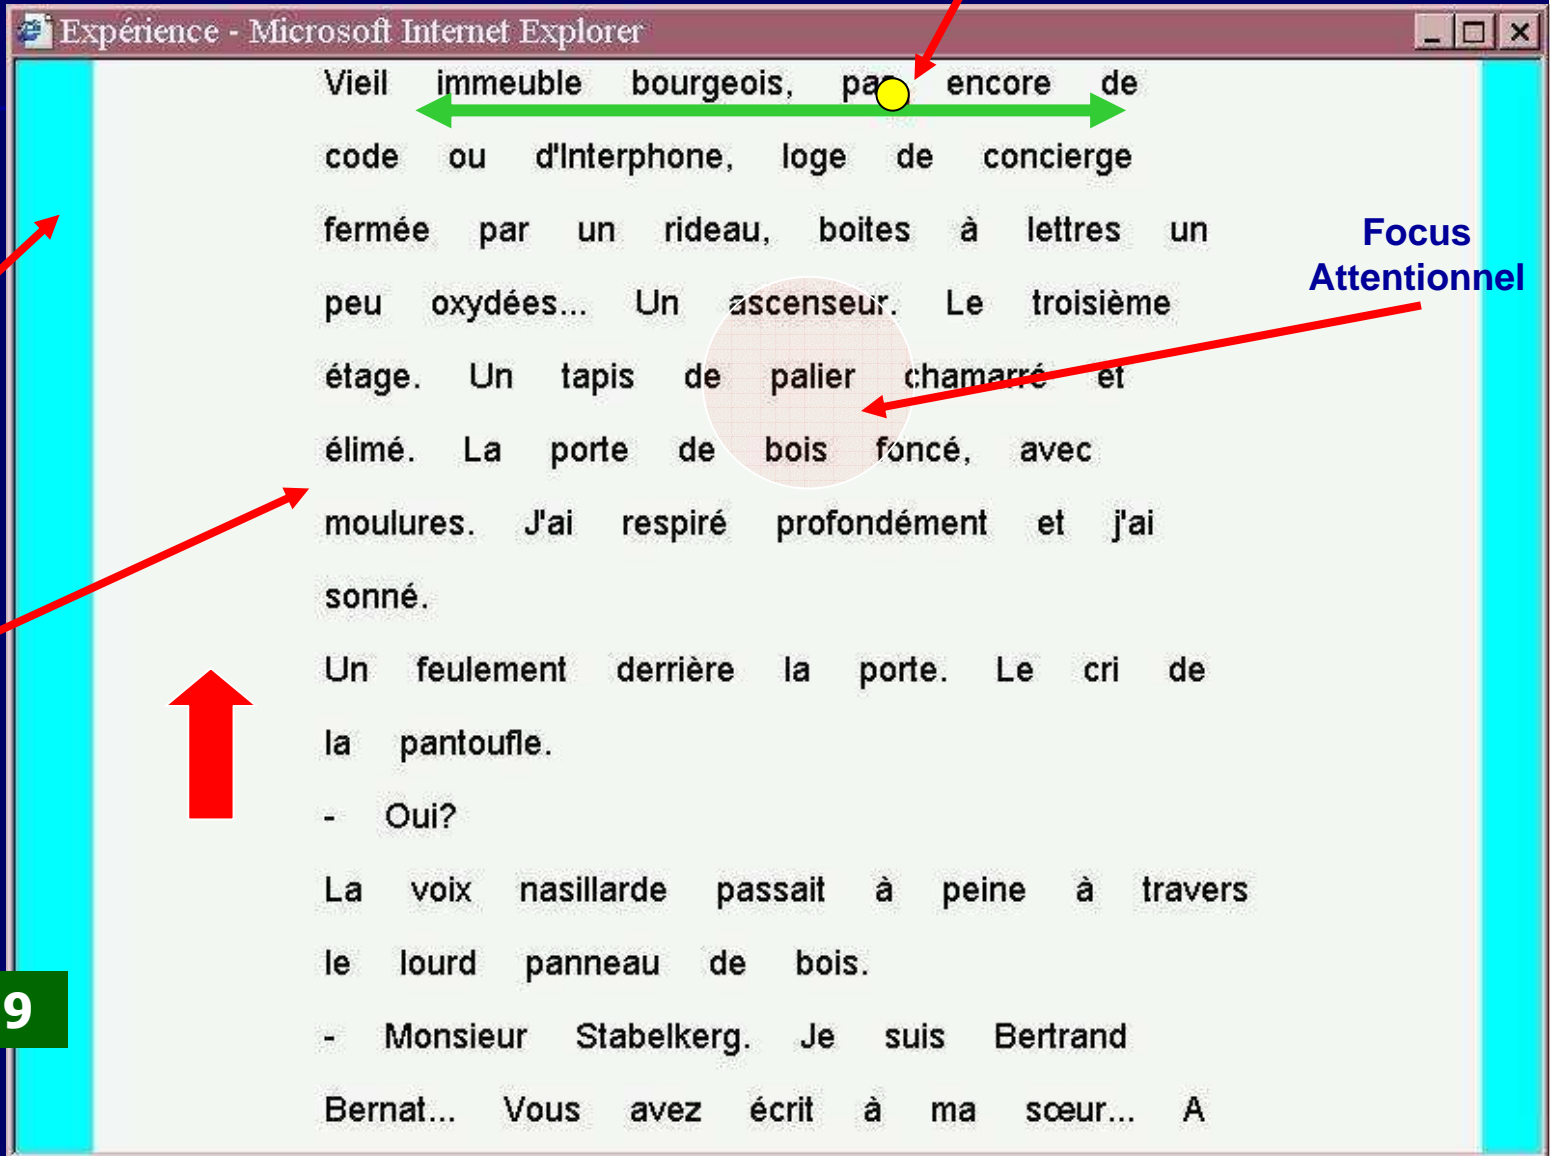 Expérience - Microsoft Internet Explorer
Vieil immeuble bourgeois, pas encore de
code ou d'Interphone, loge de concierge
fermée par un rideau, boites à lettres un
peu oxydées... Un ascenseur. Le troisième
étage. Un tapis de palier chamarré et
élimé. La porte de bois foncé, avec
moulures. J'ai respiré profondément et j'ai
sonné.
Un feulement derrière la porte. Le cri de
la pantoufle.
- Oui?
La voix nasillarde passait à peine à travers
le lourd panneau de bois.
- Monsieur Stabelkerg. Je suis Bertrand
Bernat... Vous avez écrit à ma sœur... A
Focus
Attentionnel
9